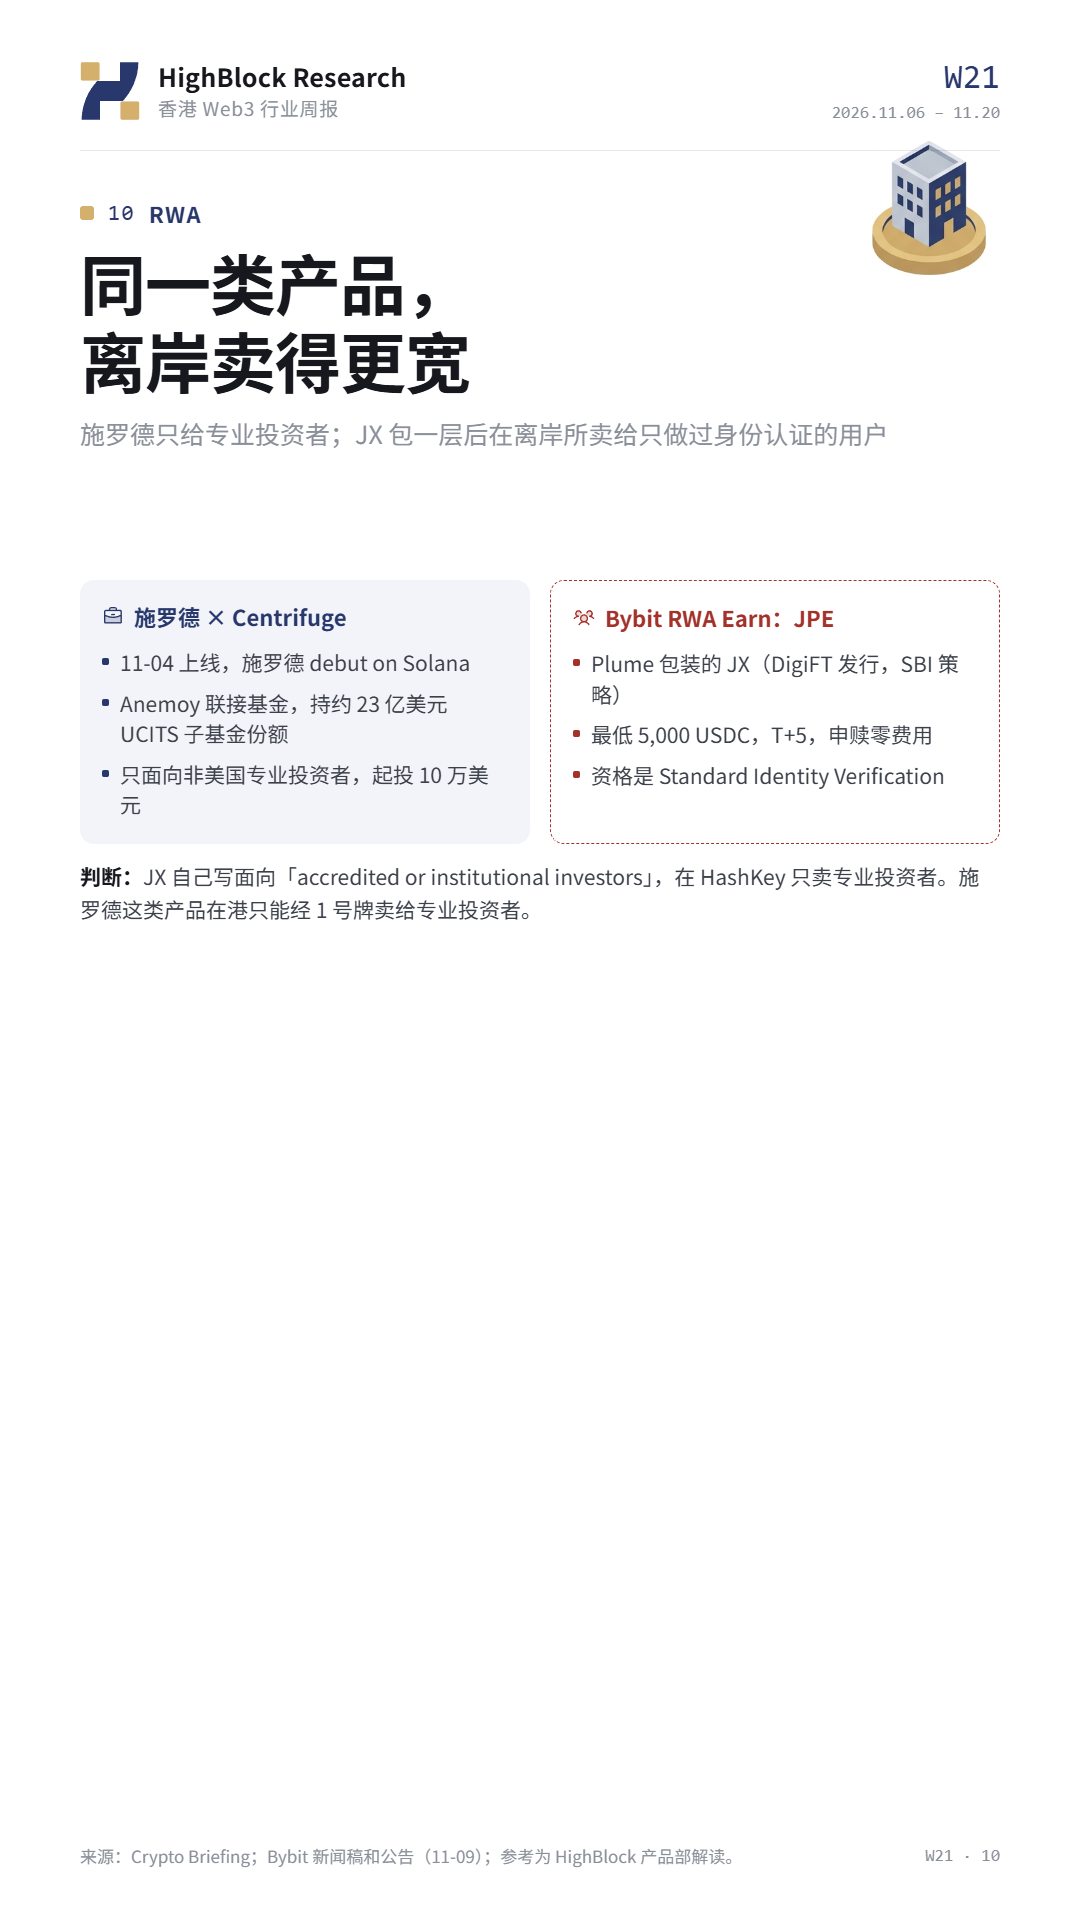 HighBlock Research
香港 Web3 行业周报
W21
2026.11.06 – 11.20
10 RWA
同一类产品，
离岸卖得更宽
施罗德只给专业投资者；JX 包一层后在离岸所卖给只做过身份认证的用户
施罗德 × Centrifuge
11-04 上线，施罗德 debut on Solana
Anemoy 联接基金，持约 23 亿美元
UCITS 子基金份额
只面向非美国专业投资者，起投 10 万美
元
Bybit RWA Earn：JPE
Plume 包装的 JX（DigiFT 发行，SBI 策
略）
最低 5,000 USDC，T+5，申赎零费用
资格是 Standard Identity Verification
判断：JX 自己写面向「accredited or institutional investors」，在 HashKey 只卖专业投资者。施
罗德这类产品在港只能经 1 号牌卖给专业投资者。
来源：Crypto Briefing；Bybit 新闻稿和公告（11-09）；参考为 HighBlock 产品部解读。
W21 · 10